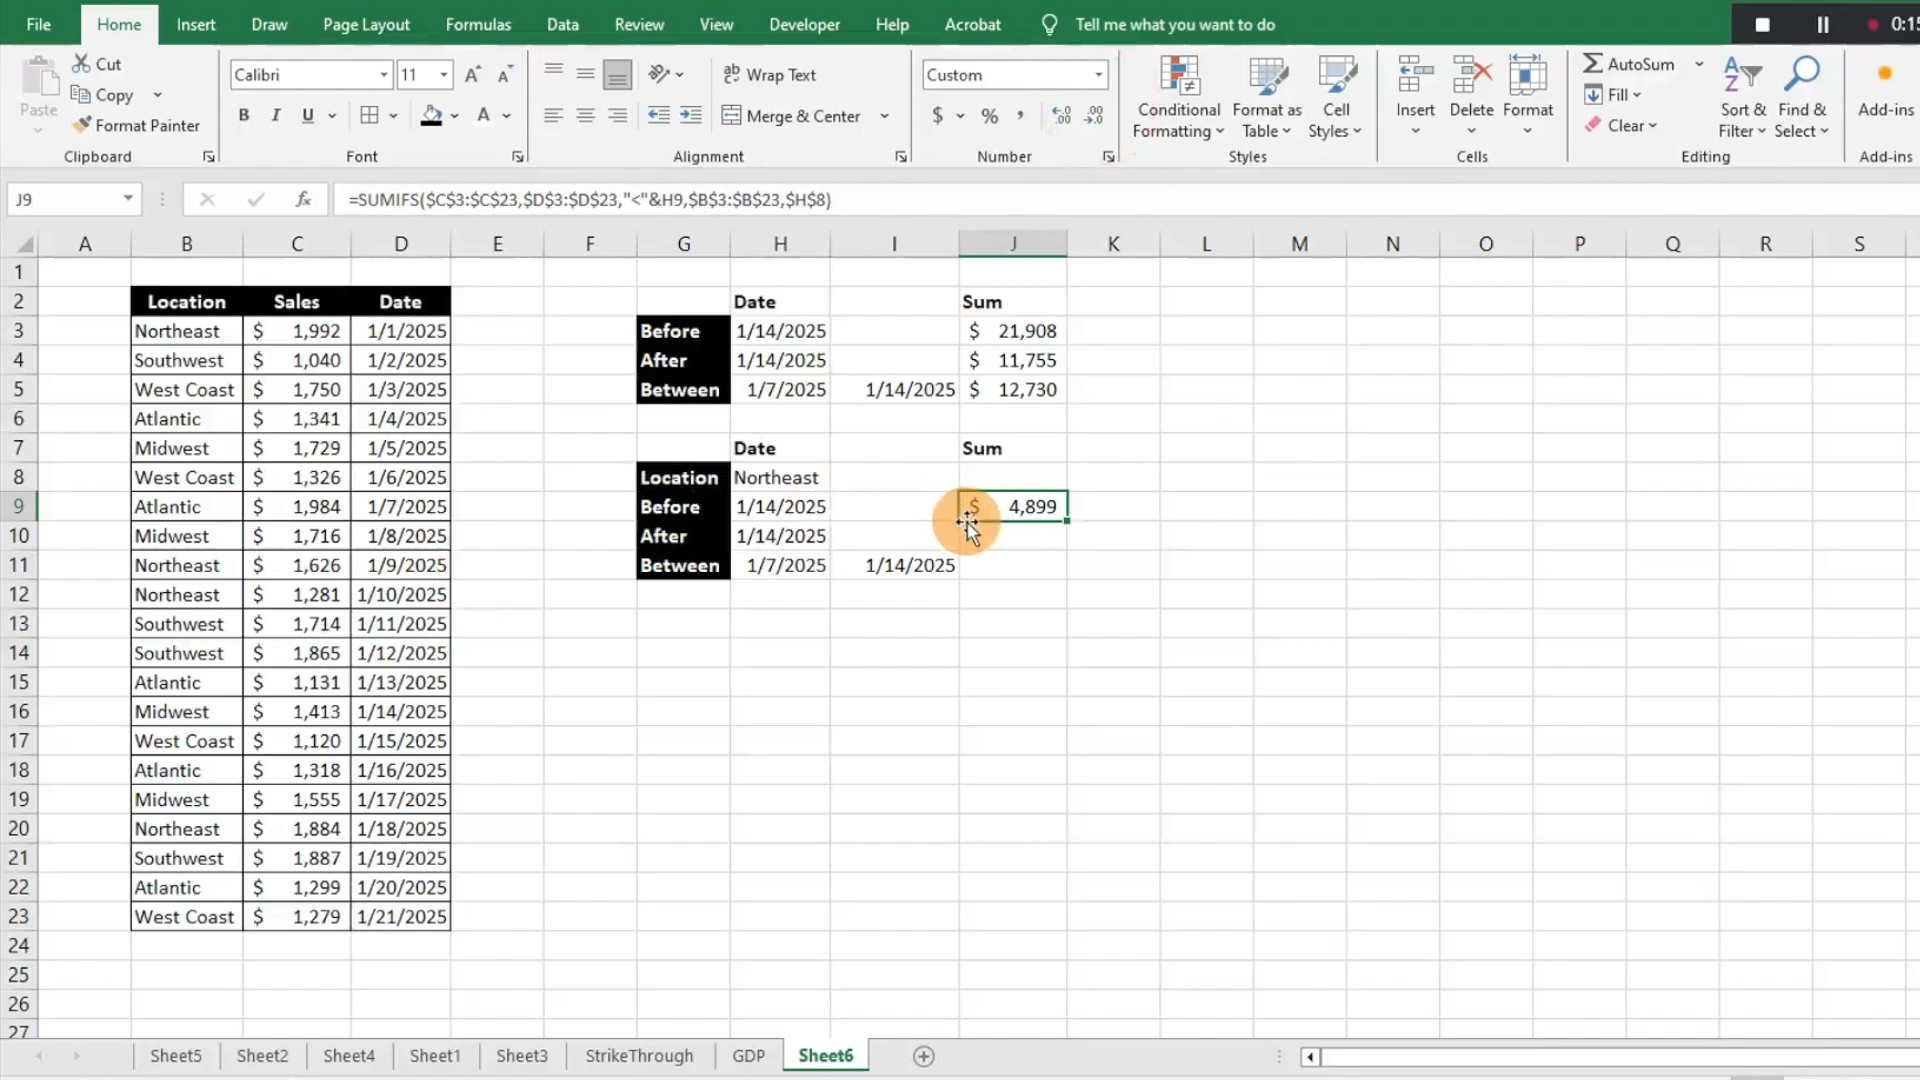 File Home Insert Draw Page Layout Formulas Data Review View Developer Help Acrobat Tell me what you want to do 0:15
Paste Cut Copy Format Painter Clipboard
Calibri 11 B I U A Font
ab Wrap Text Merge & Center Alignment
Custom $ % , Number
Conditional Formatting Format as Table Cell Styles Styles
Insert Delete Format Cells
AutoSum Fill Clear Sort & Filter Find & Select Editing
Add-ins Add-ins
J9 fx =SUMIFS($C$3:$C$23,$D$3:$D$23,"<"&H9,$B$3:$B$23,$H$8)
A B C D E F G H I J K L M N O P Q R S
1
2 Location Sales Date Date Sum
3 Northeast $ 1,992 1/1/2025 Before 1/14/2025 $ 21,908
4 Southwest $ 1,040 1/2/2025 After 1/14/2025 $ 11,755
5 West Coast $ 1,750 1/3/2025 Between 1/7/2025 1/14/2025 $ 12,730
6 Atlantic $ 1,341 1/4/2025
7 Midwest $ 1,729 1/5/2025 Date Sum
8 West Coast $ 1,326 1/6/2025 Location Northeast
9 Atlantic $ 1,984 1/7/2025 Before 1/14/2025 $ 4,899
10 Midwest $ 1,716 1/8/2025 After 1/14/2025
11 Northeast $ 1,626 1/9/2025 Between 1/7/2025 1/14/2025
12 Northeast $ 1,281 1/10/2025
13 Southwest $ 1,714 1/11/2025
14 Southwest $ 1,865 1/12/2025
15 Atlantic $ 1,131 1/13/2025
16 Midwest $ 1,413 1/14/2025
17 West Coast $ 1,120 1/15/2025
18 Atlantic $ 1,318 1/16/2025
19 Midwest $ 1,555 1/17/2025
20 Northeast $ 1,884 1/18/2025
21 Southwest $ 1,887 1/19/2025
22 Atlantic $ 1,299 1/20/2025
23 West Coast $ 1,279 1/21/2025
24
25
26
27
Sheet5 Sheet2 Sheet4 Sheet1 Sheet3 StrikeThrough GDP Sheet6